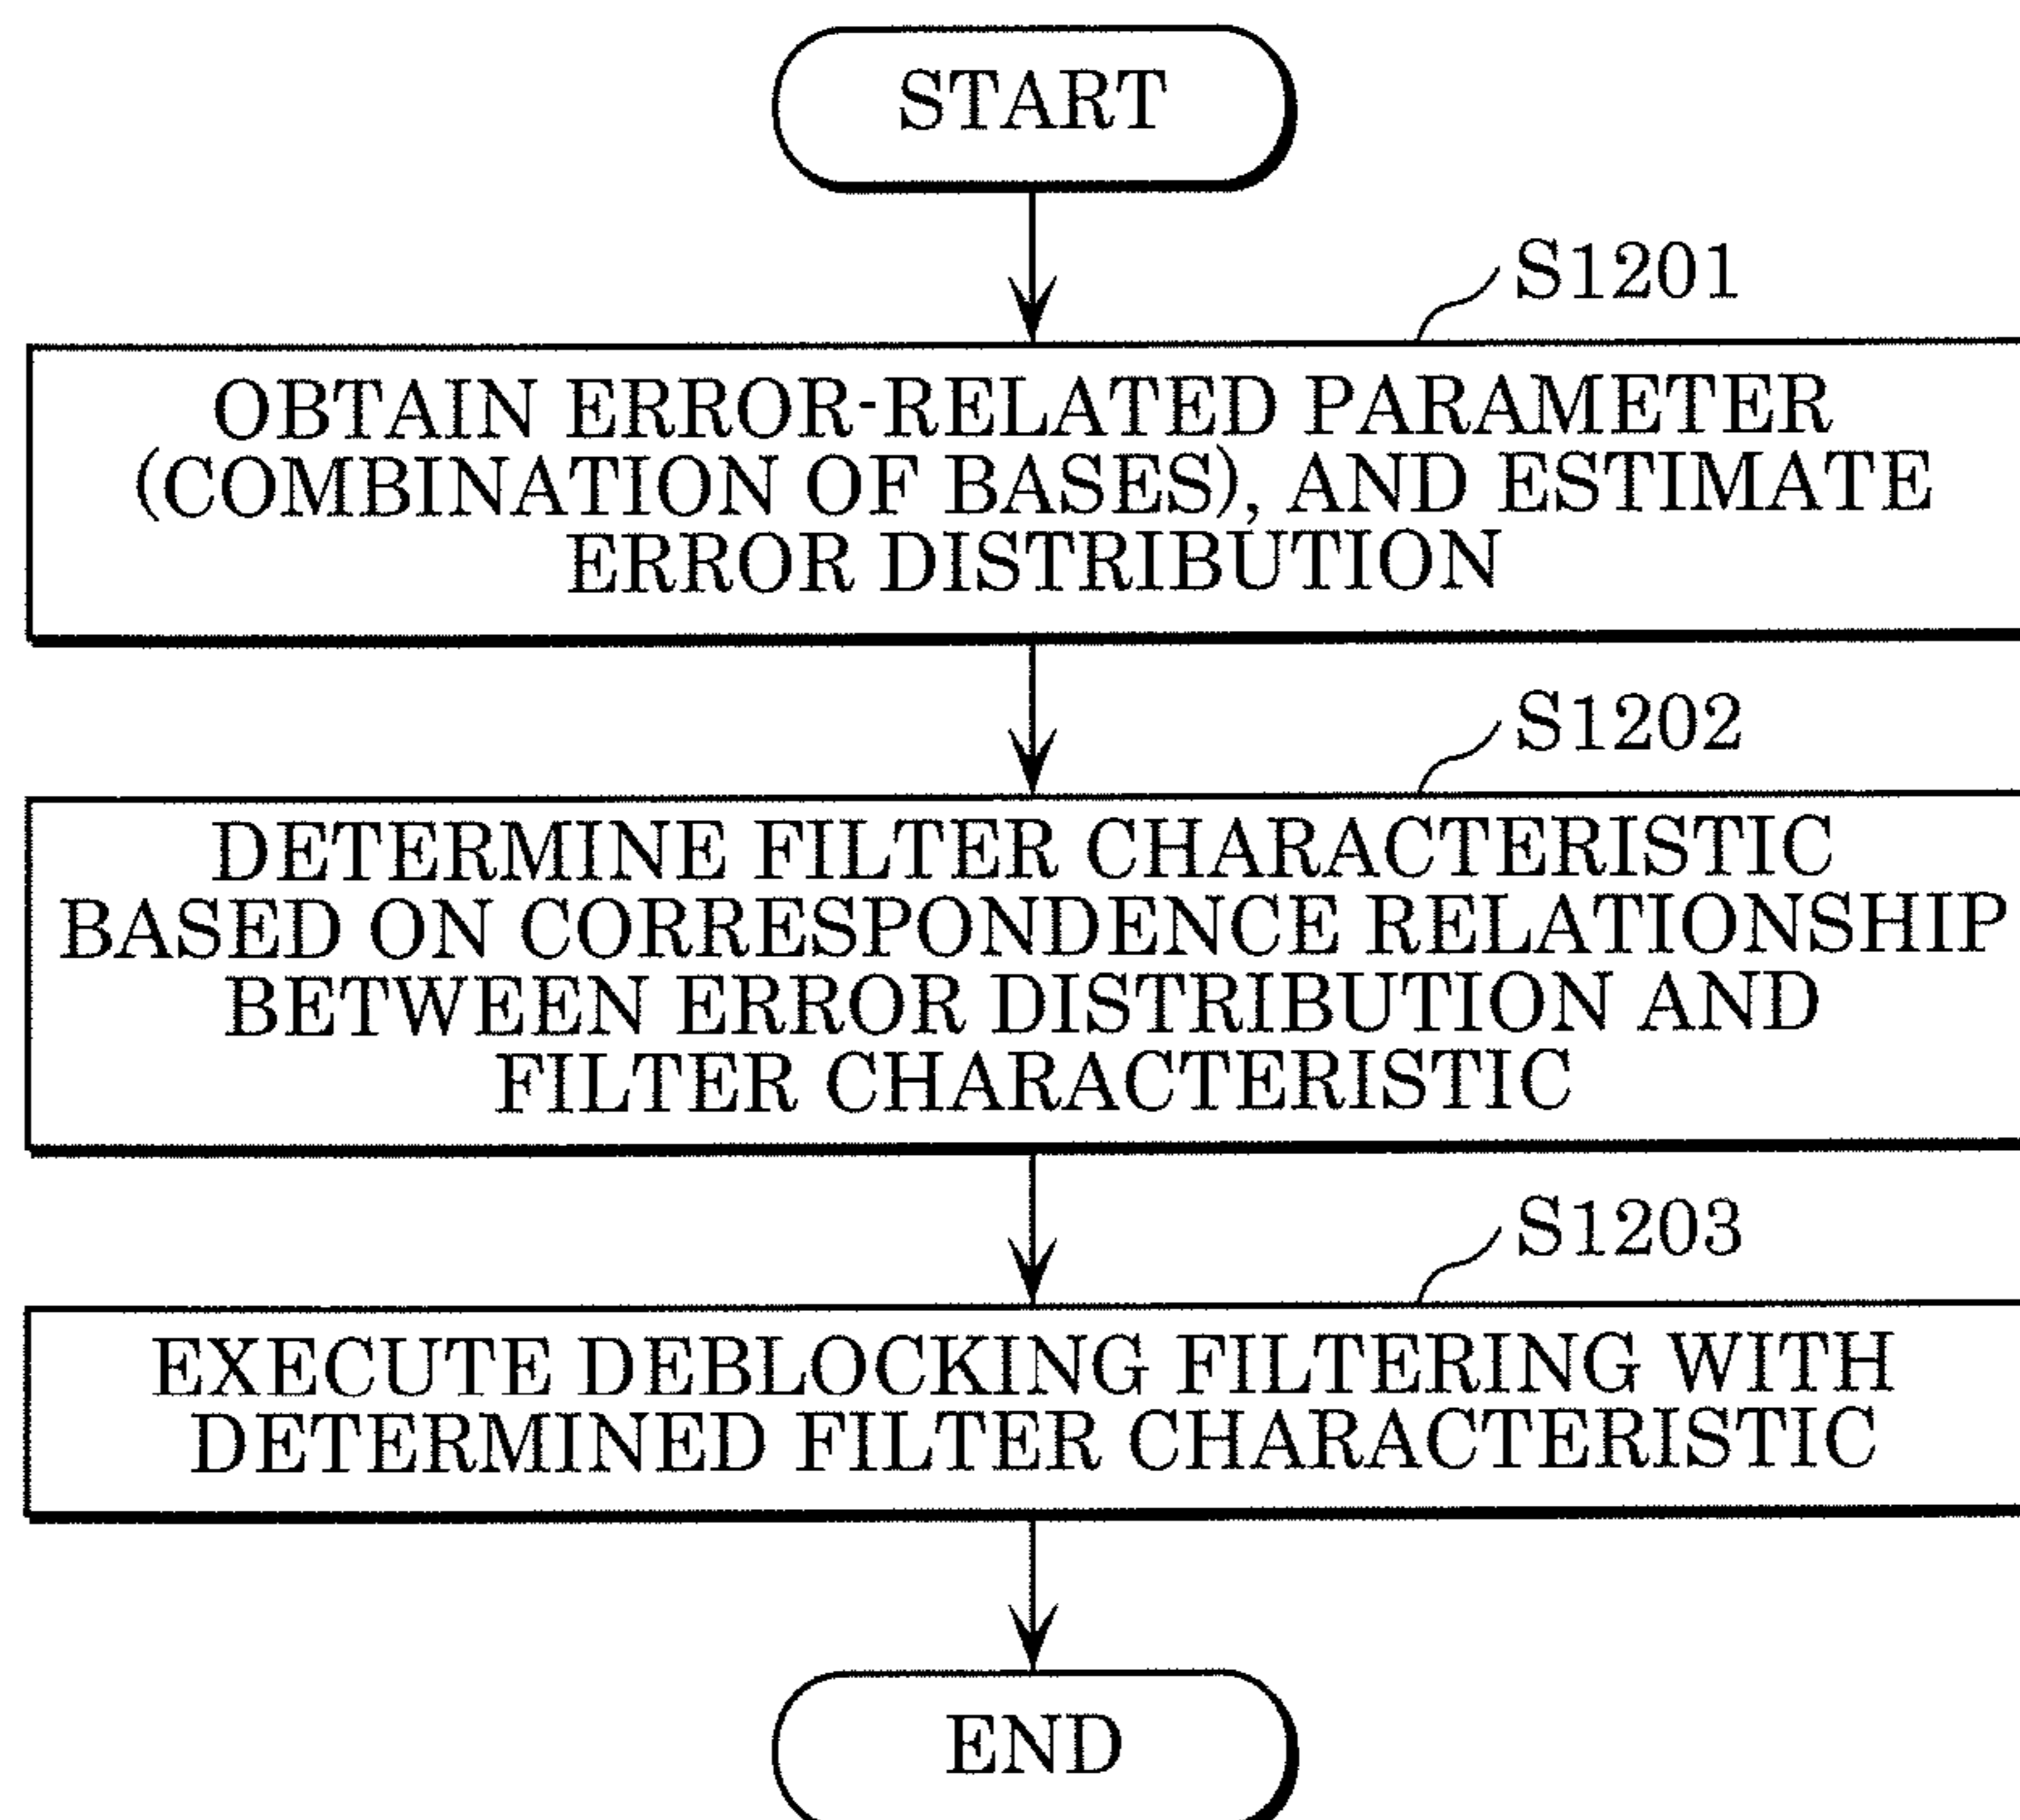 START
S1201
OBTAIN ERROR-RELATED PARAMETER
(COMBINATION OF BASES), AND ESTIMATE
ERROR DISTRIBUTION
S1202
DETERMINE FILTER CHARACTERISTIC
BASED ON CORRESPONDENCE RELATIONSHIP
BETWEEN ERROR DISTRIBUTION AND
FILTER CHARACTERISTIC
S1203
EXECUTE DEBLOCKING FILTERING WITH
DETERMINED FILTER CHARACTERISTIC
END